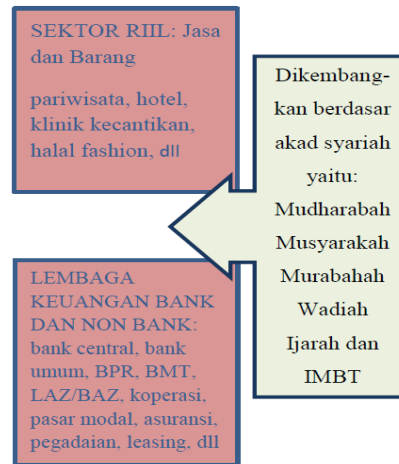 SEKTOR RIIL: Jasa
dan Barang
pariwisata, hotel,
klinik kecantikan,
halal fashion, dll
LEMBAGA
KEUANGAN BANK
DAN NON BANK:
bank central, bank
umum, BPR, BMT,
LAZ/BAZ, koperasi,
pasar modal, asuransi,
pegadaian, leasing, dll
Dikembang-
kan berdasar
akad syariah
yaitu:
Mudharabah
Musyarakah
Murabahah
Wadiah
Ijarah dan
IMBT